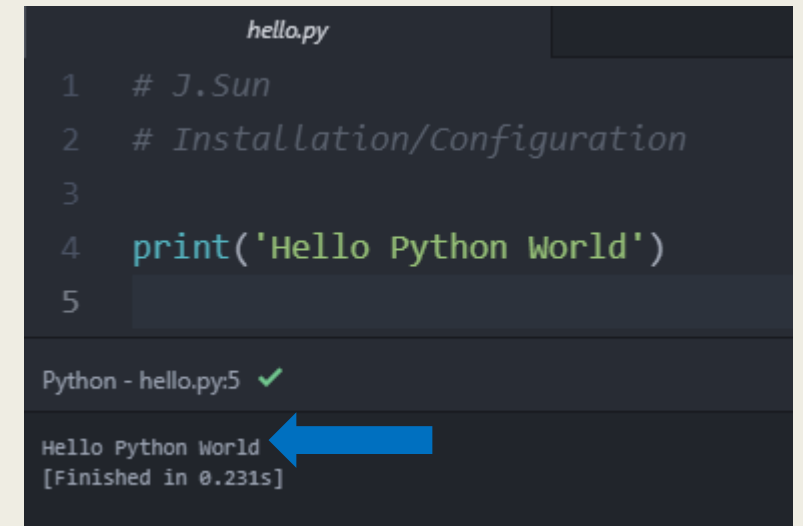 hello.py
1 # J.Sun
2 # Installation/Configuration
3
4 print('Hello Python World')
5
Python - hello.py:5
Hello Python World
[Finished in 0.231s]